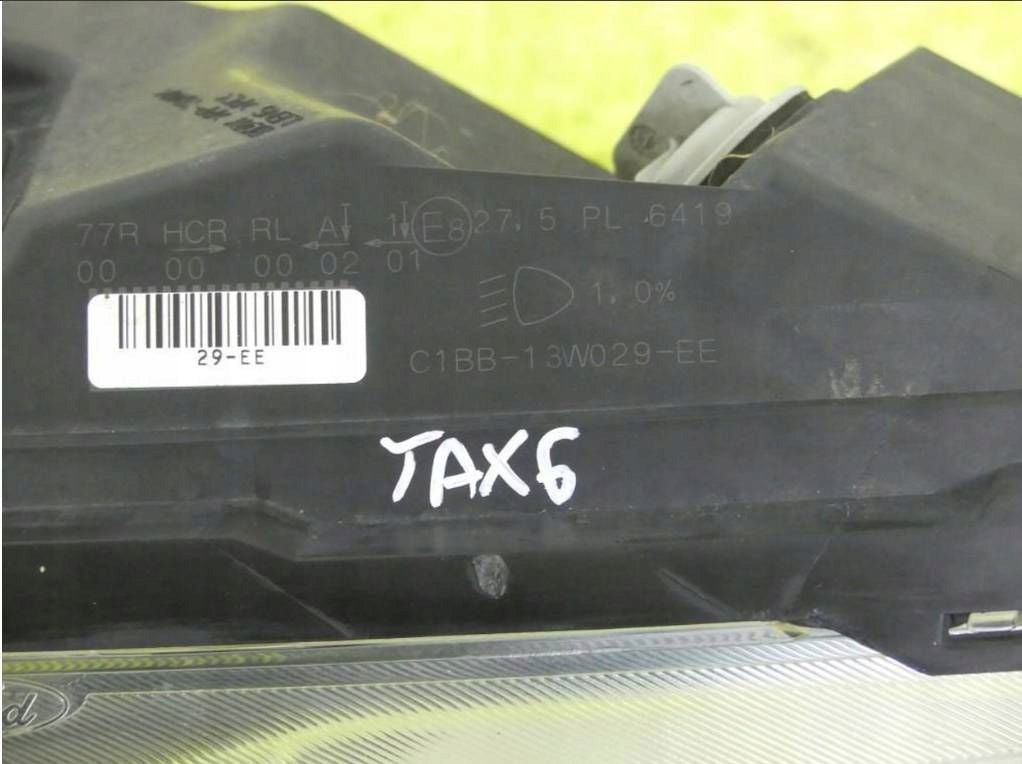 77R HCR RL A 1 E8 27.5 PL 6419
00 00 00 02 01
1.0%
29-EE
C1BB-13W029-EE
TAX6